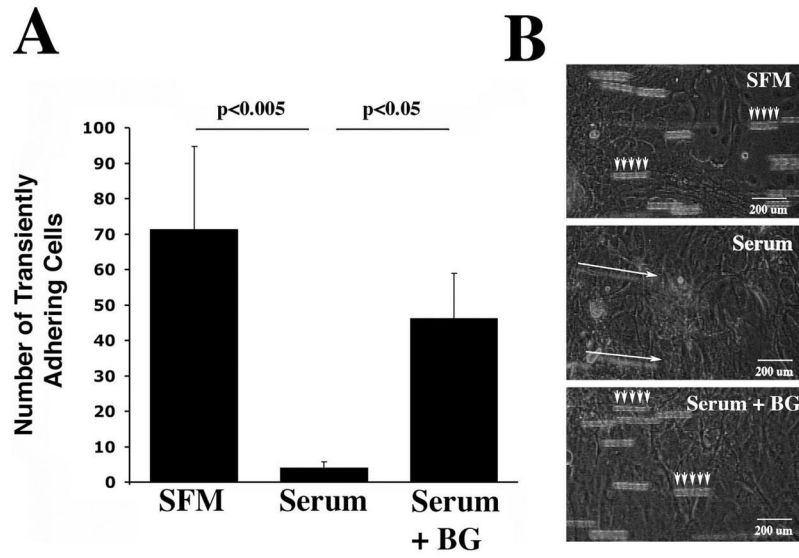 A
p<0.005
p<0.05
Number of Transiently
Adhering Cells
100
90
80
70
60
50
40
30
20
10
0
SFM
Serum
Serum
+ BG
B
SFM
200 um
Serum
200 um
Serum + BG
200 um